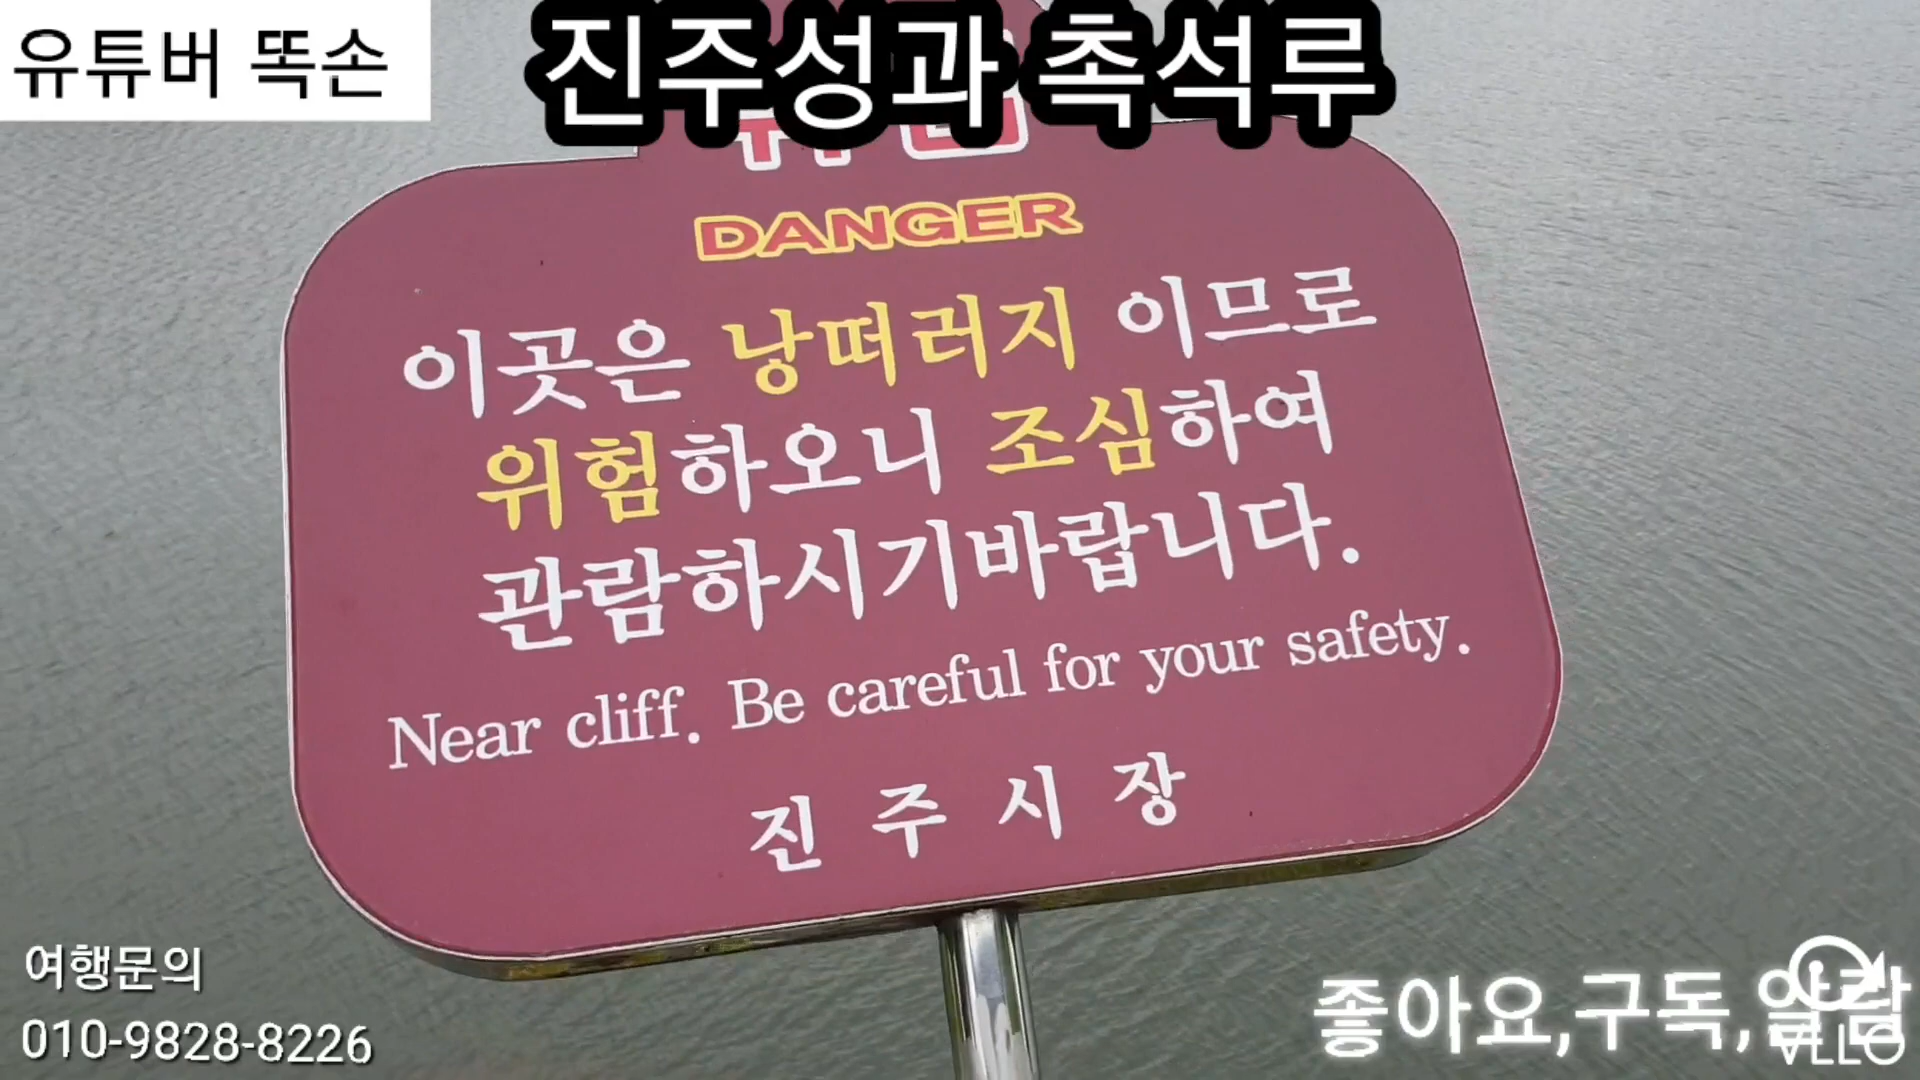 유튜버 똑손
진주성과 촉석루
DANGER
이곳은 낭떠러지 이므로
위험하오니 조심하여
관람하시기바랍니다.
Near cliff. Be careful for your safety.
진 주 시 장
여행문의
010-9828-8226
좋아요,구독,알람
VLLO